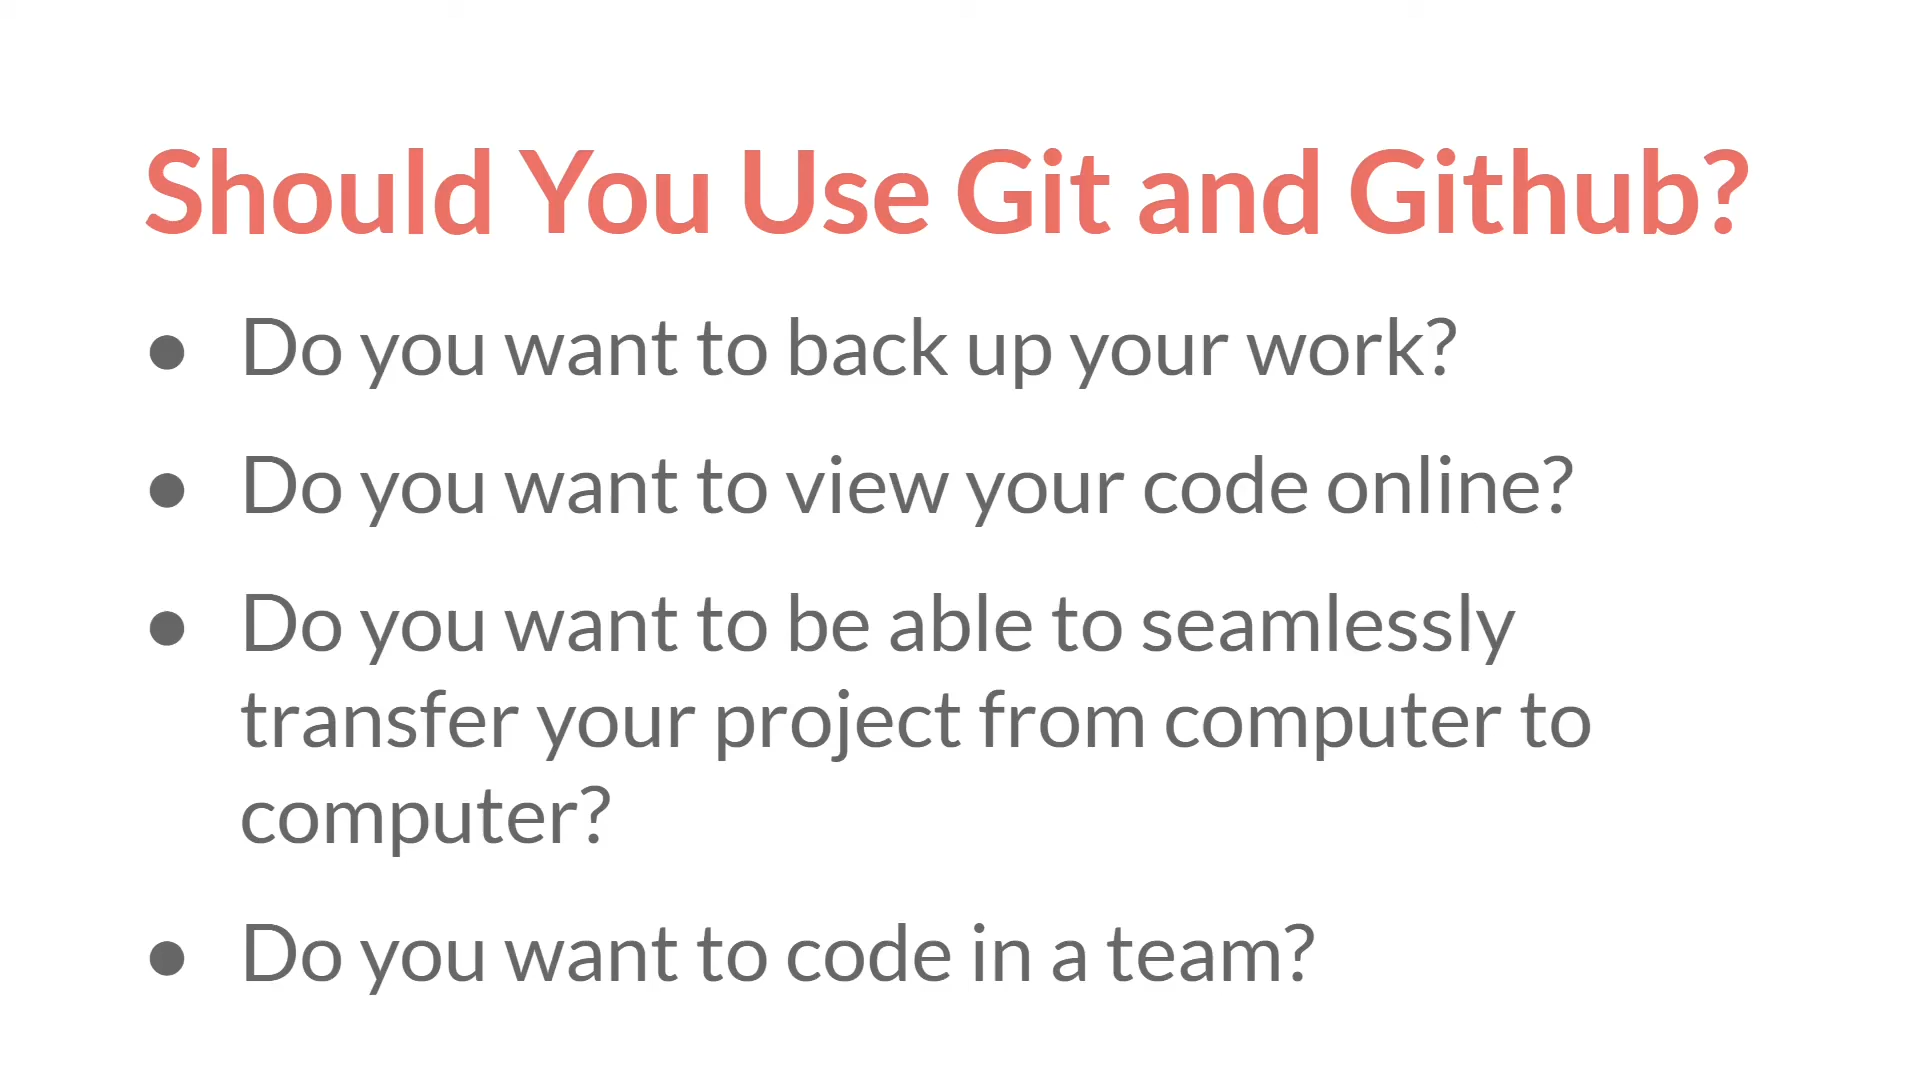 Should You Use Git and Github?
● Do you want to back up your work?
● Do you want to view your code online?
● Do you want to be able to seamlessly
transfer your project from computer to
computer?
● Do you want to code in a team?